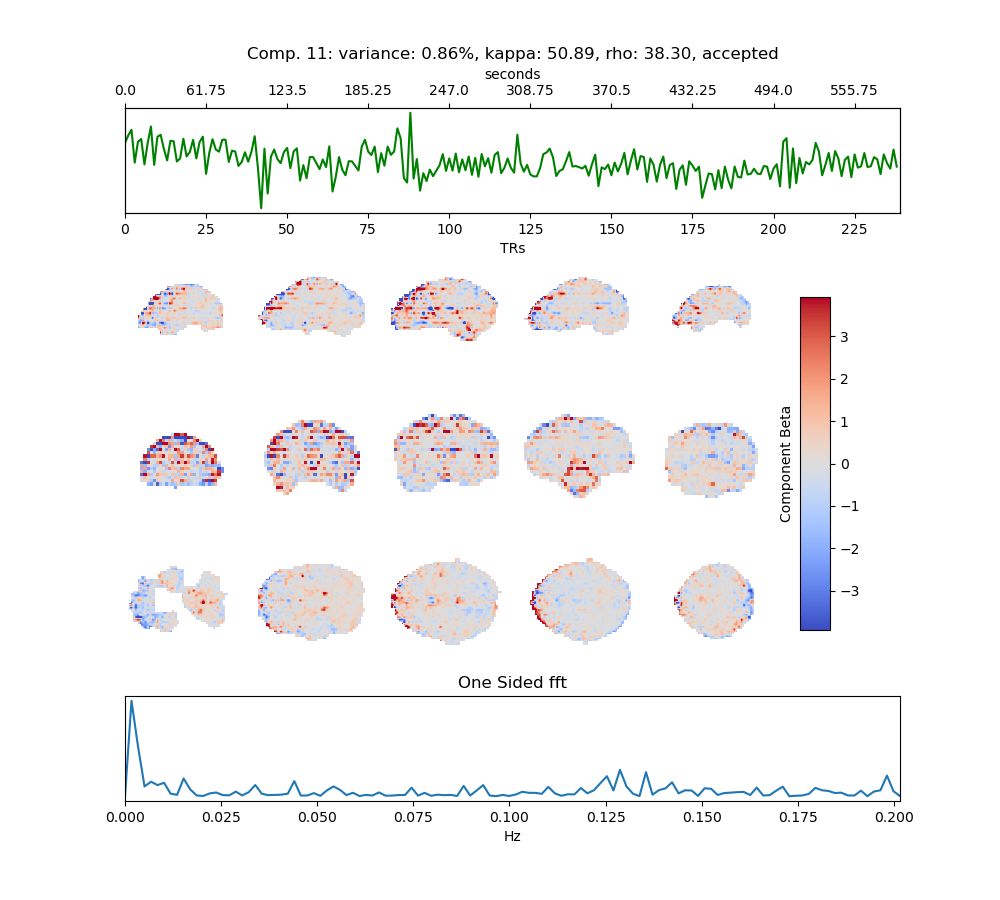 Comp. 11: variance: 0.86%, kappa: 50.89, rho: 38.30, accepted
seconds
0.0 61.75 123.5 185.25 247.0 308.75 370.5 432.25 494.0 555.75
0 25 50 75 100 125 150 175 200 225
TRs
3
2
1
0
−1
−2
−3
Component Beta
One Sided fft
0.000 0.025 0.050 0.075 0.100 0.125 0.150 0.175 0.200
Hz